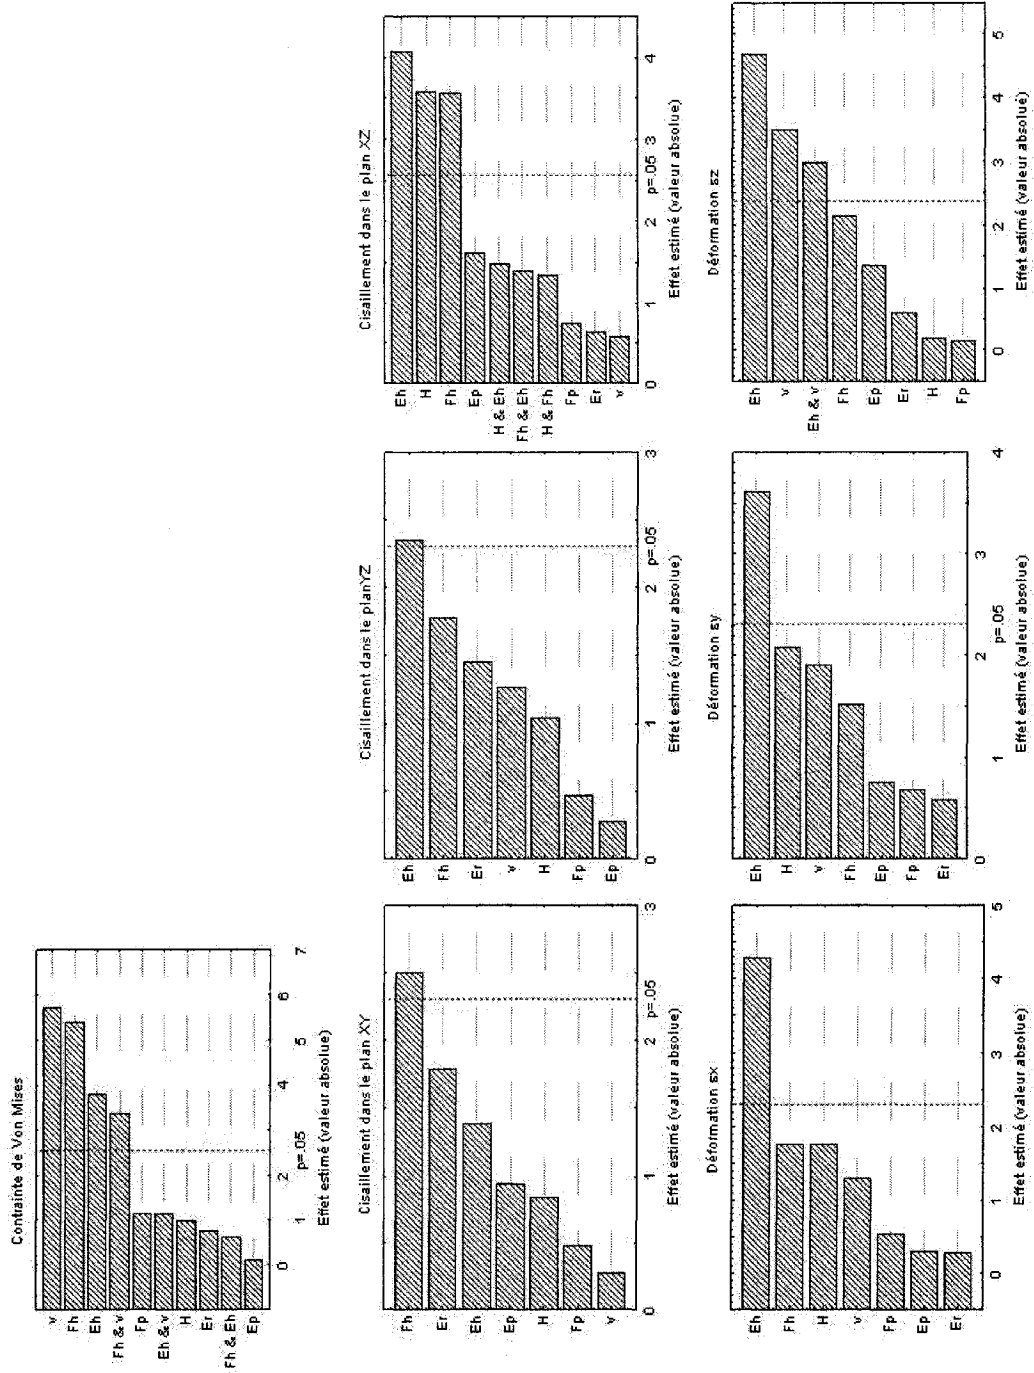 Contrainte de Von Mises
v
Fh
Eh
Fh & v
Fp
Eh & v
H
Er
Fh & Eh
Ep
0
1
2
p=.05
4
5
6
7
Effet estimé (valeur absolue)
Cisaillement dans le plan XY
Fh
Er
Eh
Ep
H
Fp
v
0
1
2
p=.05
3
Effet estimé (valeur absolue)
Cisaillement dans le planYZ
Eh
Fh
Er
v
H
Fp
Ep
0
1
2
p=.05
3
Effet estimé (valeur absolue)
Cisaillement dans le plan XZ
Eh
H
Fh
Ep
H & Eh
Fh & Eh
H & Fh
Fp
Er
v
0
1
2
p=.05
3
4
Effet estimé (valeur absolue)
Déformation εx
Eh
Fh
H
v
Fp
Ep
Er
0
1
2
3
4
5
Effet estimé (valeur absolue)
Déformation εy
Eh
H
v
Fh
Ep
Fp
Er
0
1
2
p=.05
3
4
Effet estimé (valeur absolue)
Déformation εz
Eh
v
Eh & v
Fh
Ep
Er
H
Fp
0
1
2
3
4
5
Effet estimé (valeur absolue)